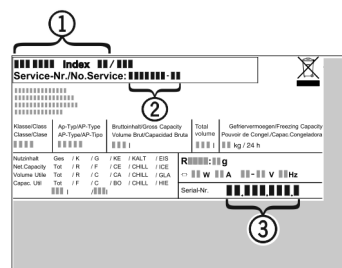 ①
Index /
Service-Nr./No.Service: -
②
Klasse/Class
Classe/Clase
Ap-Typ/AP-Type
AP-Type/AP-Tipo
Bruttoinhalt/Gross Capacity
Volume Brut/Capacidad Bruta
l
Total
volume
l
Gefriervermoegen/Freezing Capacity
Pouvoir de Congel./Capac.Congeladora
kg / 24 h
Nutzinhalt Ges / K / G / KE / KALT / EIS
Net.Capacity Tot / R / F / CE / CHILL / ICE
Volume Utile Tot / R / C / CA / CHILL / GLA
Capac. Util Tot / F / C / BO / CHILL / HIE
l / l
R : g
W A - V Hz
Serial-Nr. . . .
③